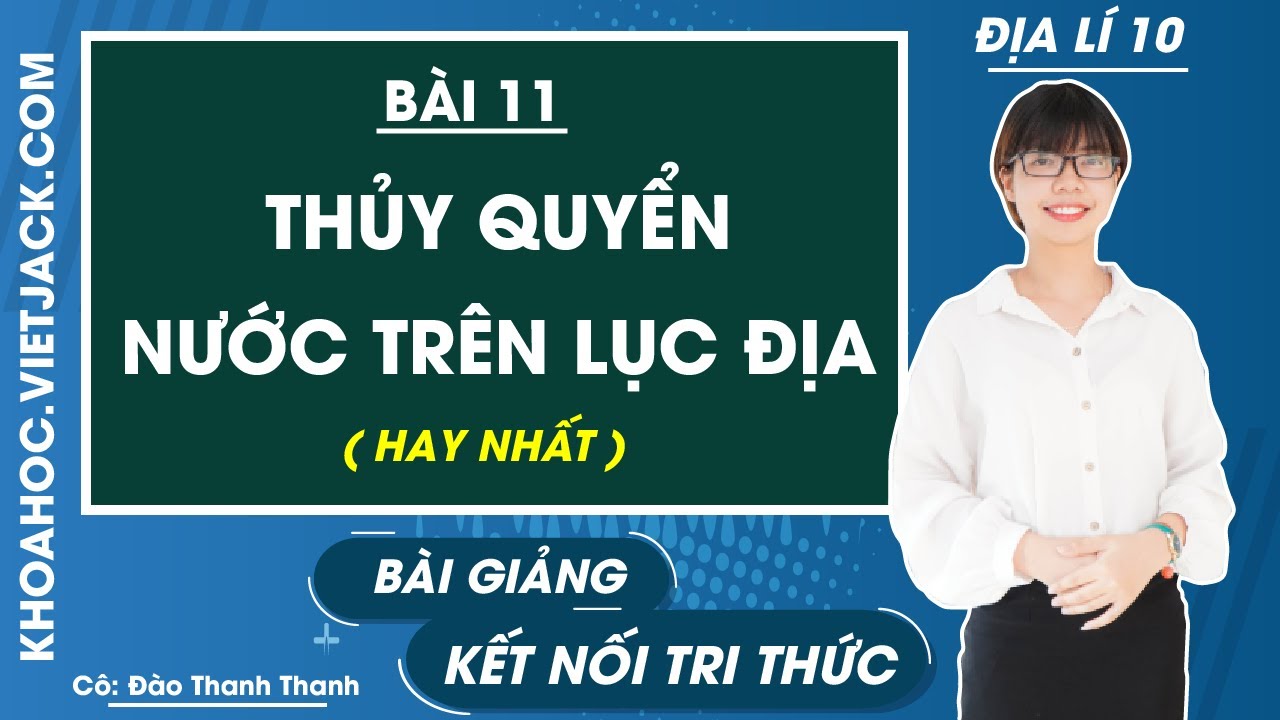 ĐỊA LÍ 10
KHOAHOC.VIETJACK.COM
BÀI 11
THỦY QUYỂN
NƯỚC TRÊN LỤC ĐỊA
( HAY NHẤT )
BÀI GIẢNG
KẾT NỐI TRI THỨC
Cô: Đào Thanh Thanh